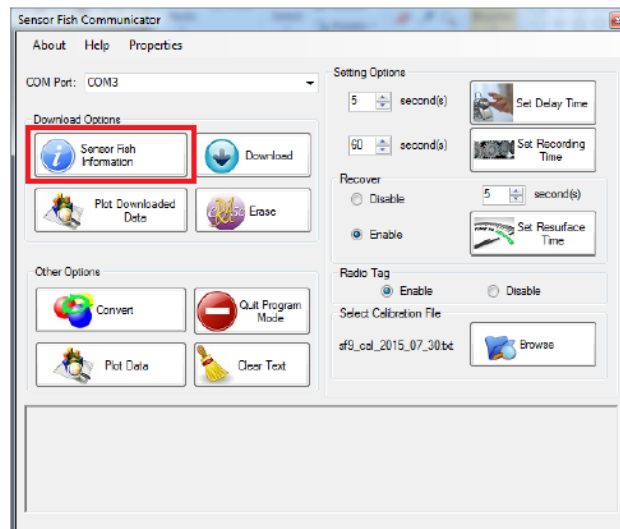 Sensor Fish Communicator
About Help Properties
COM Port: COM3
Download Options
Sensor Fish
Information
Download
Plot Downloaded
Data
Erase
Other Options
Convert
Quit Program
Mode
Plot Data
Clear Text
Setting Options
5 second(s)
Set Delay Time
60 second(s)
Set Recording
Time
Recover
Disable
5 second(s)
Enable
Set Resurface
Time
Radio Tag
Enable Disable
Select Calibration File
sf9_cal_2015_07_30.txt
Browse